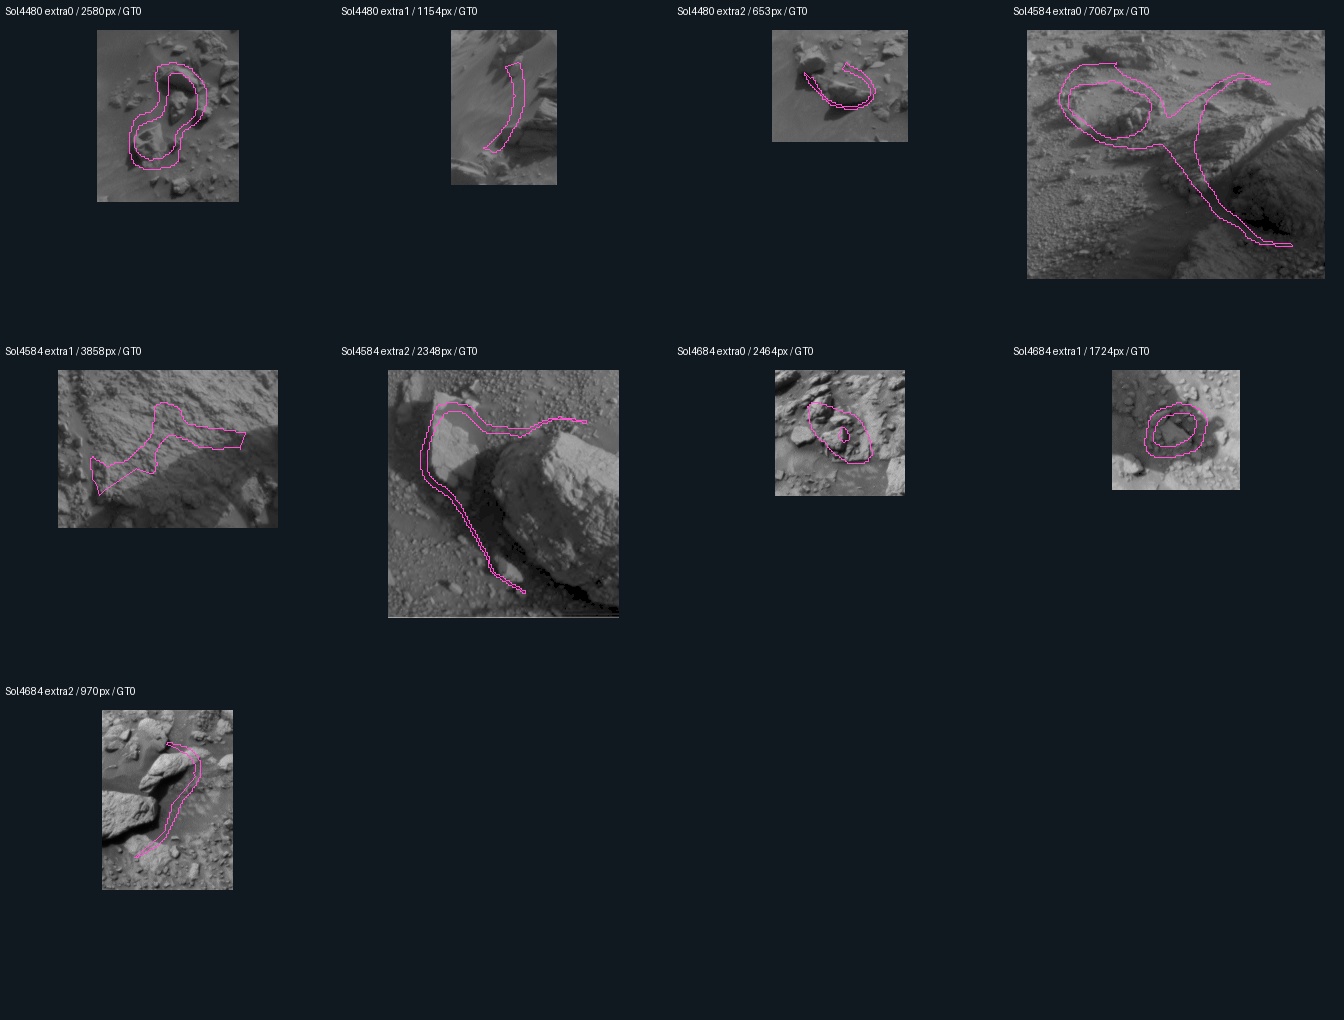 Sol4480 extra0 / 2580px / GT0
Sol4480 extra1 / 1154px / GT0
Sol4480 extra2 / 653px / GT0
Sol4584 extra0 / 7067px / GT0
Sol4584 extra1 / 3858px / GT0
Sol4584 extra2 / 2348px / GT0
Sol4684 extra0 / 2464px / GT0
Sol4684 extra1 / 1724px / GT0
Sol4684 extra2 / 970px / GT0